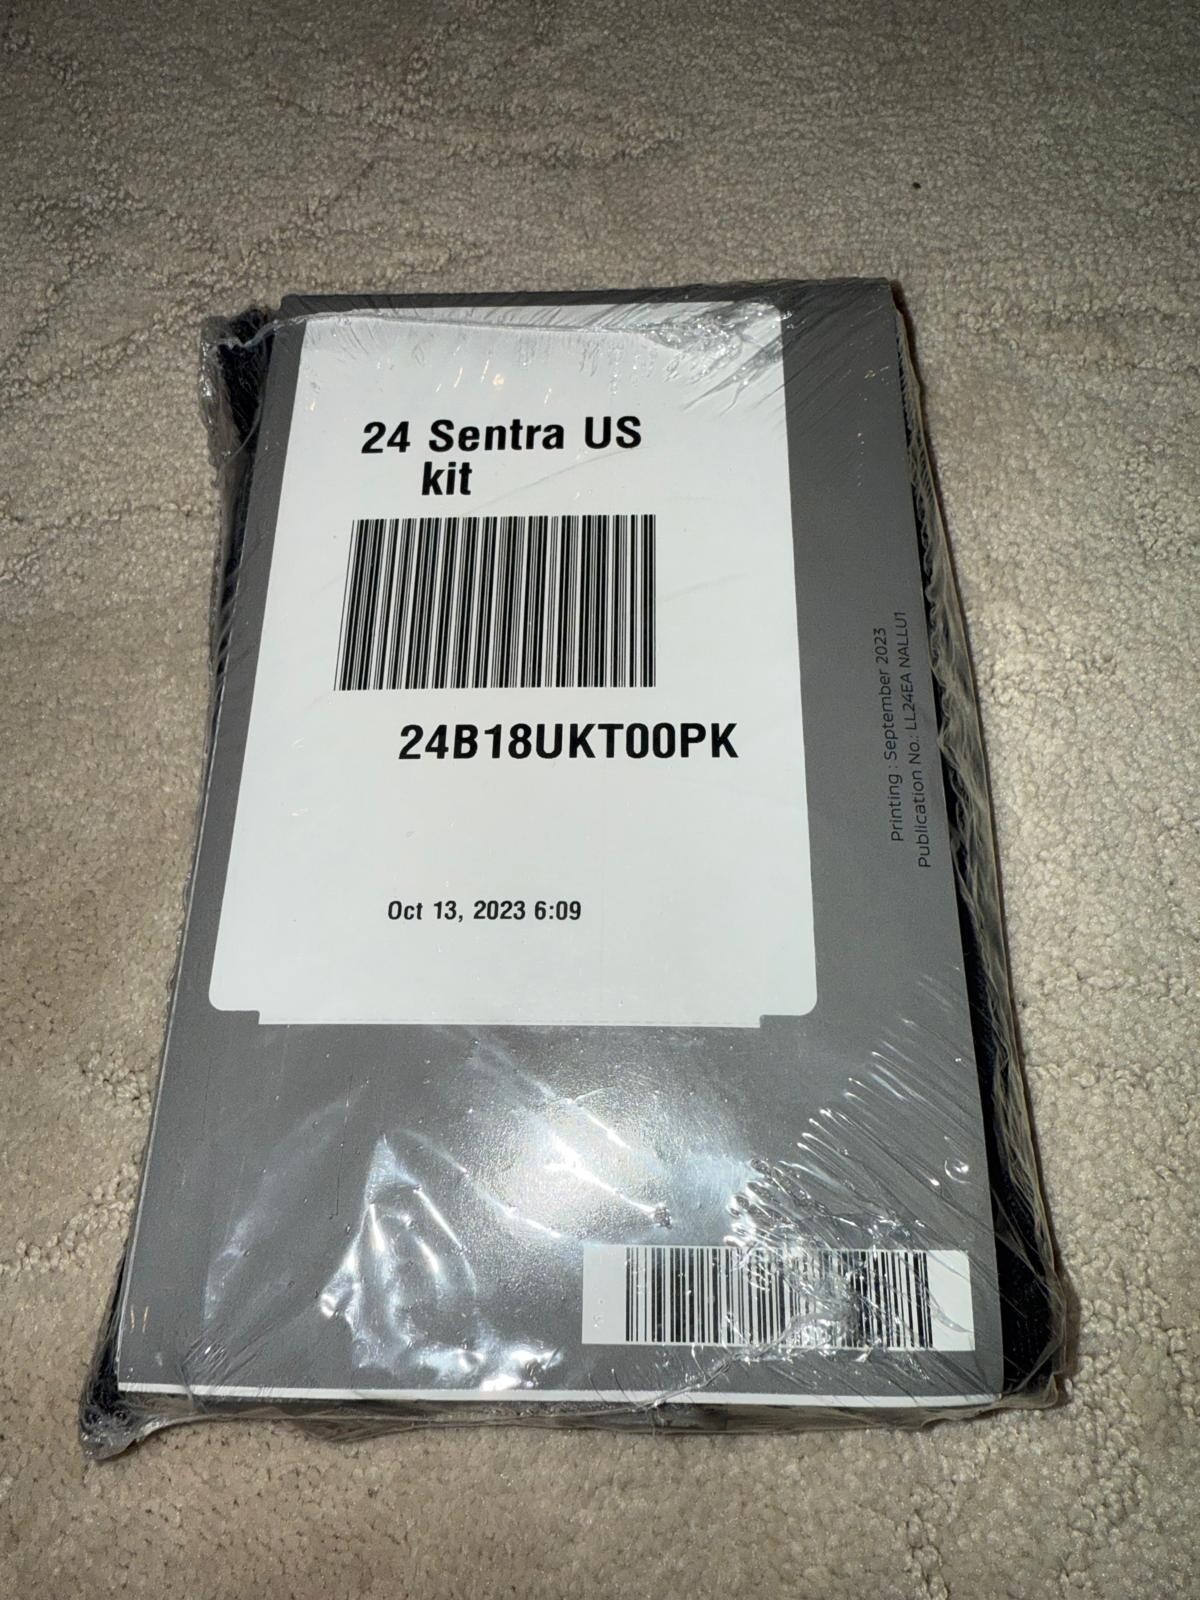 24 Sentra US
kit
24B18UKT00PK
Oct 13, 2023 6:09
Printing : September 2023
Publication No.: LL24EA NALLU1